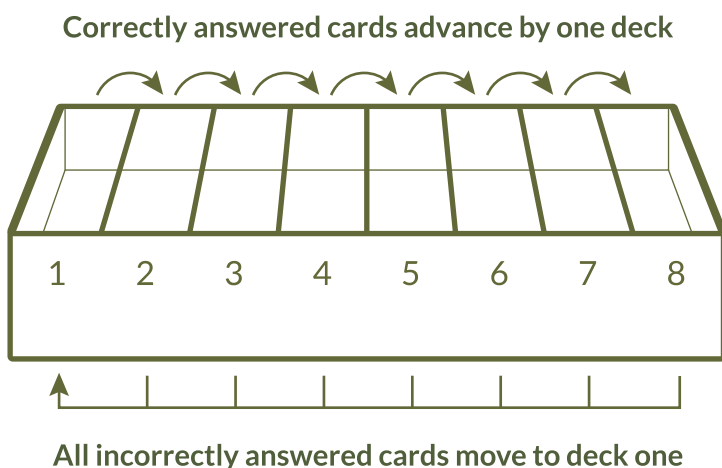 Correctly answered cards advance by one deck
1 2 3 4 5 6 7 8
All incorrectly answered cards move to deck one